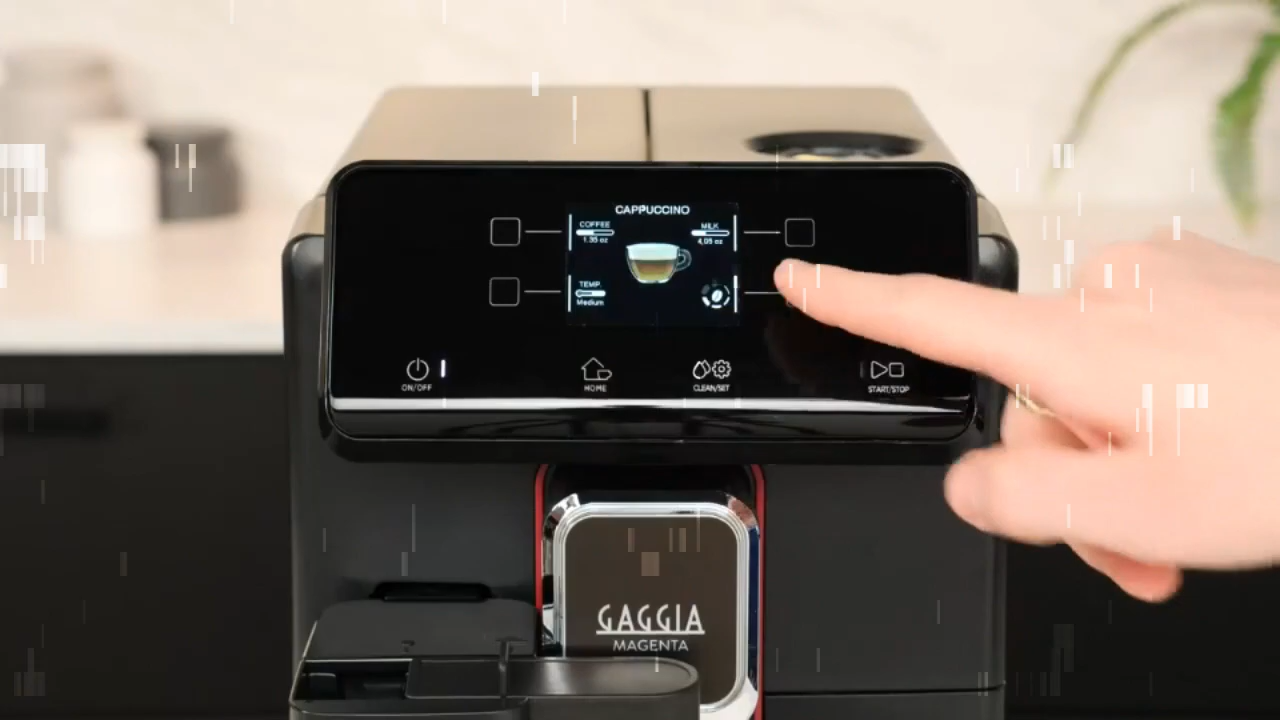 CAPPUCCINO
COFFEE
1.35 oz
MILK
4.05 oz
TEMP.
Medium
ON/OFF
HOME
CLEAN/SET
START/STOP
GAGGIA
MAGENTA